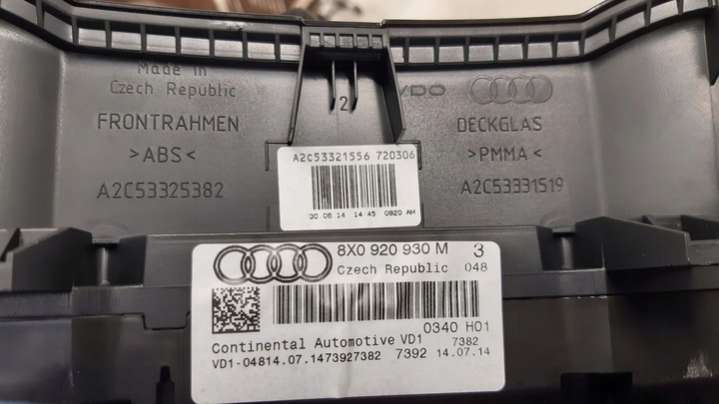 Made in
Czech Republic
FRONTRAHMEN
>ABS<
A2C53325382
2
VDO
DECKGLAS
>PMMA<
A2C53331519
A2C53321556 720306
30.06.14 14:45 0920 AM
8X0 920 930 M 3
Czech Republic 048
0340 H01
Continental Automotive VD1 7382
VD1-04814.07.1473927382 7392 14.07.14